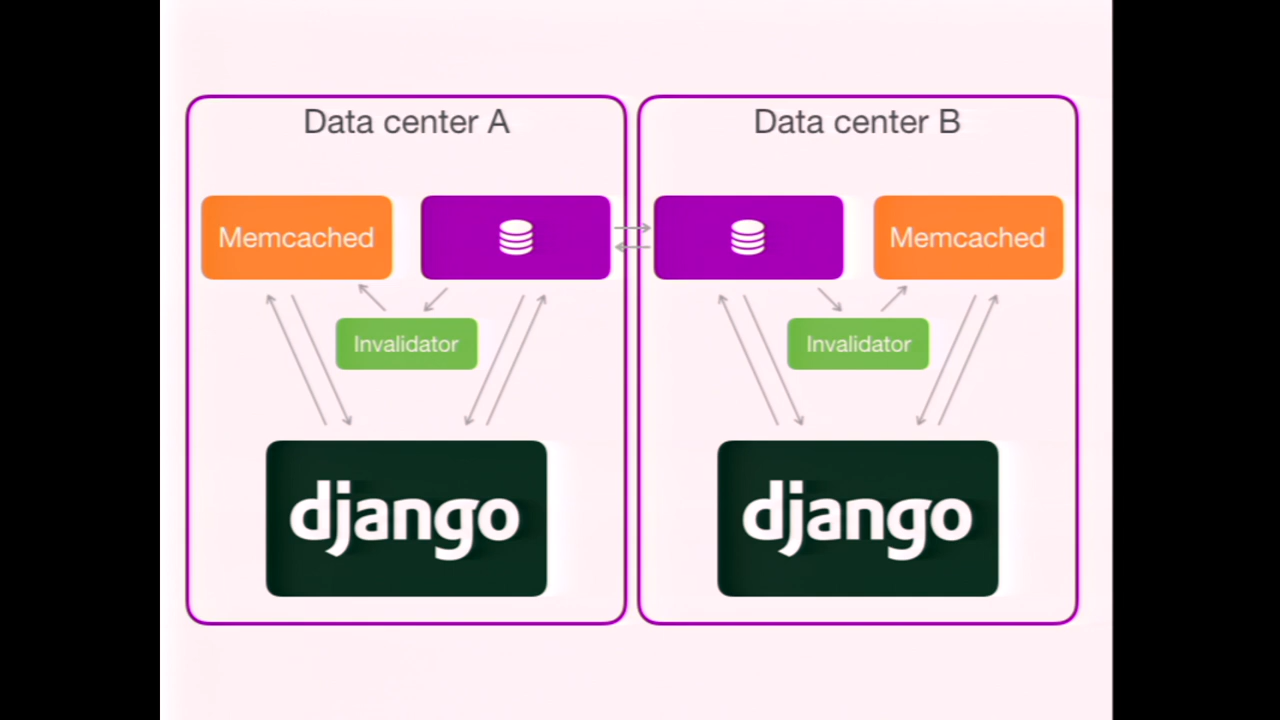 Data center A
Data center B
Memcached
Memcached
Invalidator
Invalidator
django
django